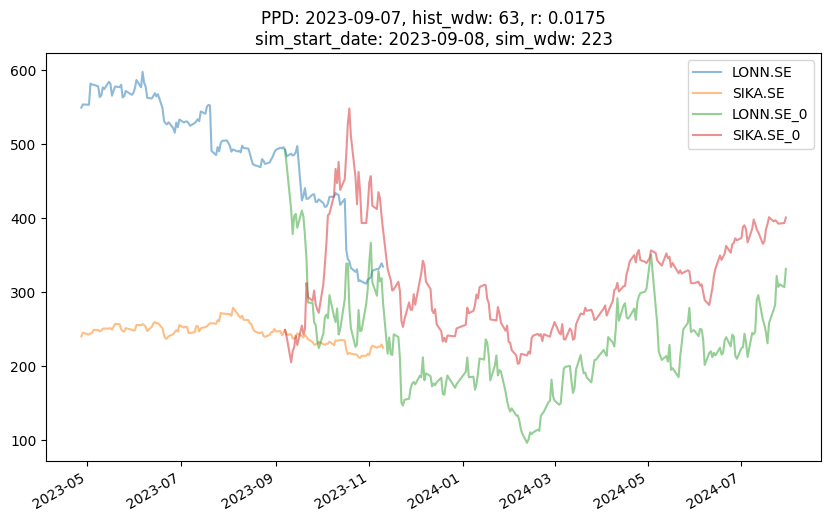 PPD: 2023-09-07, hist_wdw: 63, r: 0.0175
sim_start_date: 2023-09-08, sim_wdw: 223
LONN.SE
SIKA.SE
LONN.SE_0
SIKA.SE_0
600
500
400
300
200
100
2023-05
2023-07
2023-09
2023-11
2024-01
2024-03
2024-05
2024-07